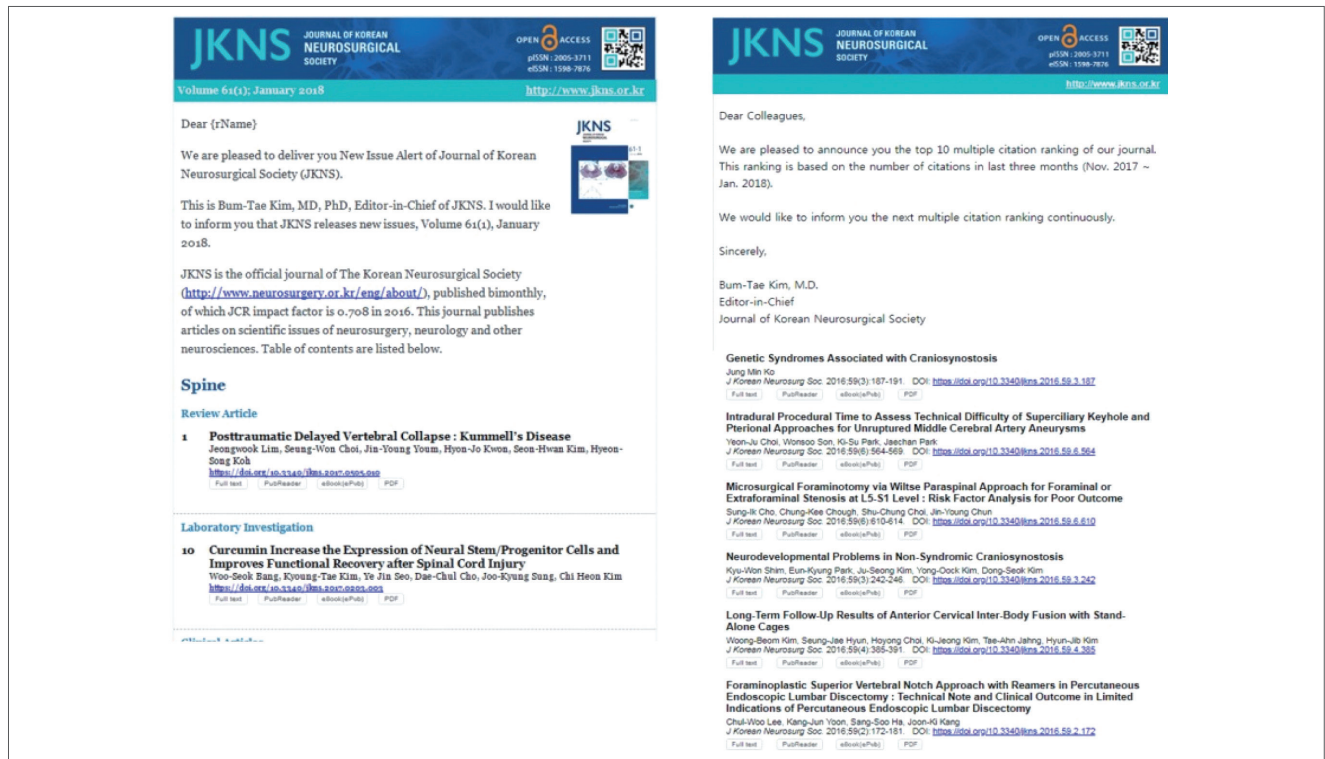 JKNS
JOURNAL OF KOREAN
NEUROSURGICAL
SOCIETY
OPEN ACCESS
pISSN : 2005-3711
eISSN : 1598-7876
Volume 61(1); January 2018
http://www.jkns.or.kr
Dear {rName}
We are pleased to deliver you New Issue Alert of Journal of Korean
Neurosurgical Society (JKNS).
This is Bum-Tae Kim, MD, PhD, Editor-in-Chief of JKNS. I would like
to inform you that JKNS releases new issues, Volume 61(1), January
2018.
JKNS
61-1
JKNS is the official journal of The Korean Neurosurgical Society
(http://www.neurosurgery.or.kr/eng/about/), published bimonthly,
of which JCR impact factor is 0.708 in 2016. This journal publishes
articles on scientific issues of neurosurgery, neurology and other
neurosciences. Table of contents are listed below.
Spine
Review Article
1 Posttraumatic Delayed Vertebral Collapse : Kummell's Disease
Jeongwook Lim, Seung-Won Choi, Jin-Young Youm, Hyon-Jo Kwon, Seon-Hwan Kim, Hyeon-
Song Koh
https://doi.org/10.3340/jkns.2017.0505.010
Full text PubReader eBook(ePub) PDF
Laboratory Investigation
10 Curcumin Increase the Expression of Neural Stem/Progenitor Cells and
Improves Functional Recovery after Spinal Cord Injury
Woo-Seok Bang, Kyoung-Tae Kim, Ye Jin Seo, Dae-Chul Cho, Joo-Kyung Sung, Chi Heon Kim
https://doi.org/10.3340/jkns.2017.0203.003
Full text PubReader eBook(ePub) PDF
JKNS
JOURNAL OF KOREAN
NEUROSURGICAL
SOCIETY
OPEN ACCESS
pISSN : 2005-3711
eISSN : 1598-7876
http://www.jkns.or.kr
Dear Colleagues,
We are pleased to announce you the top 10 multiple citation ranking of our journal.
This ranking is based on the number of citations in last three months (Nov. 2017 ~
Jan. 2018).
We would like to inform you the next multiple citation ranking continuously.
Sincerely,
Bum-Tae Kim, M.D.
Editor-in-Chief
Journal of Korean Neurosurgical Society
Genetic Syndromes Associated with Craniosynostosis
Jung Min Ko
J Korean Neurosurg Soc. 2016;59(3):187-191. DOI: https://doi.org/10.3340/jkns.2016.59.3.187
Full text PubReader eBook(ePub) PDF
Intradural Procedural Time to Assess Technical Difficulty of Superciliary Keyhole and
Pterional Approaches for Unruptured Middle Cerebral Artery Aneurysms
Yeon-Ju Choi, Wonsoo Son, Ki-Su Park, Jaechan Park
J Korean Neurosurg Soc. 2016;59(6):564-569. DOI: https://doi.org/10.3340/jkns.2016.59.6.564
Full text PubReader eBook(ePub) PDF
Microsurgical Foraminotomy via Wiltse Paraspinal Approach for Foraminal or
Extraforaminal Stenosis at L5-S1 Level : Risk Factor Analysis for Poor Outcome
Sung-Ik Cho, Chung-Kee Chough, Shu-Chung Choi, Jin-Young Chun
J Korean Neurosurg Soc. 2016;59(6):610-614. DOI: https://doi.org/10.3340/jkns.2016.59.6.610
Full text PubReader eBook(ePub) PDF
Neurodevelopmental Problems in Non-Syndromic Craniosynostosis
Kyu-Won Shim, Eun-Kyung Park, Ju-Seong Kim, Yong-Oock Kim, Dong-Seok Kim
J Korean Neurosurg Soc. 2016;59(3):242-246. DOI: https://doi.org/10.3340/jkns.2016.59.3.242
Full text PubReader eBook(ePub) PDF
Long-Term Follow-Up Results of Anterior Cervical Inter-Body Fusion with Stand-
Alone Cages
Woong-Beom Kim, Seung-Jae Hyun, Hoyong Choi, Ki-Jeong Kim, Tae-Ahn Jahng, Hyun-Jib Kim
J Korean Neurosurg Soc. 2016;59(4):385-391. DOI: https://doi.org/10.3340/jkns.2016.59.4.385
Full text PubReader eBook(ePub) PDF
Foraminoplastic Superior Vertebral Notch Approach with Reamers in Percutaneous
Endoscopic Lumbar Discectomy : Technical Note and Clinical Outcome in Limited
Indications of Percutaneous Endoscopic Lumbar Discectomy
Chul-Woo Lee, Kang-Jun Yoon, Sang-Soo Ha, Joon-Ki Kang
J Korean Neurosurg Soc. 2016;59(2):172-181. DOI: https://doi.org/10.3340/jkns.2016.59.2.172
Full text PubReader eBook(ePub) PDF